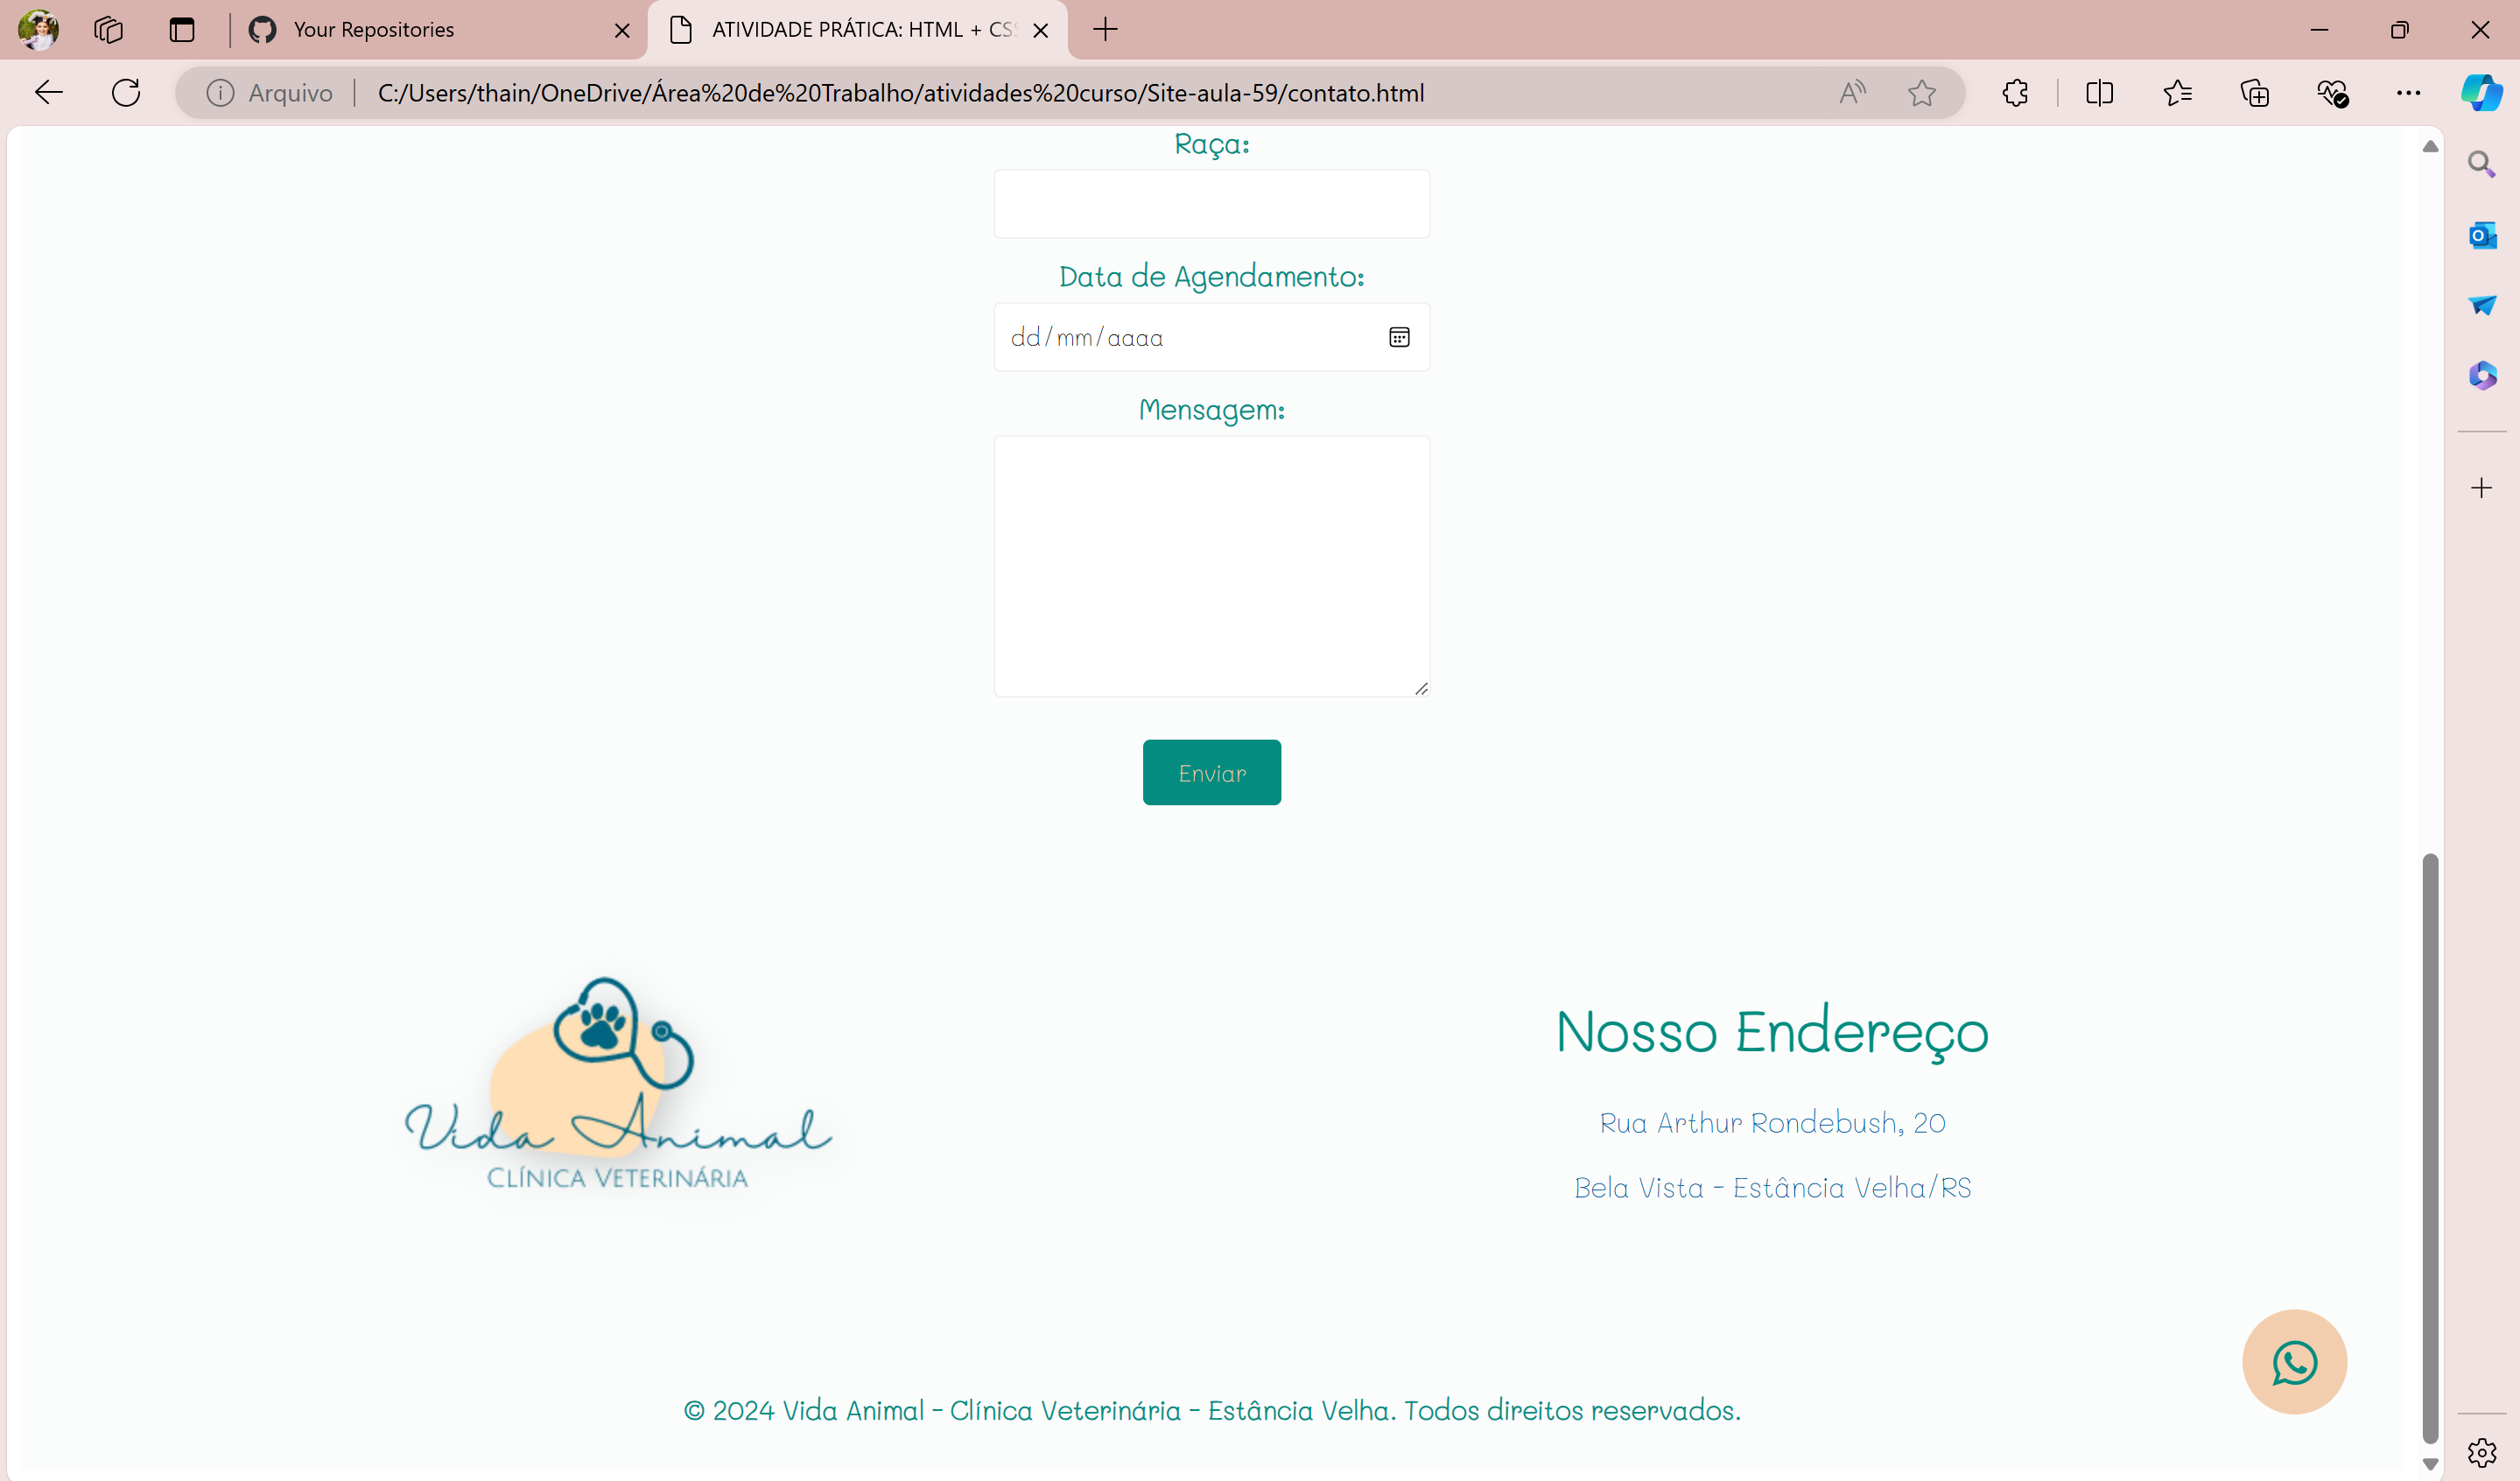 Your Repositories
ATIVIDADE PRÁTICA: HTML + CSS
Arquivo
C:/Users/thain/OneDrive/Área%20de%20Trabalho/atividades%20curso/Site-aula-59/contato.html
Raça:
Data de Agendamento:
dd/mm/aaaa
Mensagem:
Enviar
Vida Animal
CLÍNICA VETERINÁRIA
Nosso Endereço
Rua Arthur Rondebush, 20
Bela Vista - Estância Velha/RS
© 2024 Vida Animal - Clínica Veterinária - Estância Velha. Todos direitos reservados.